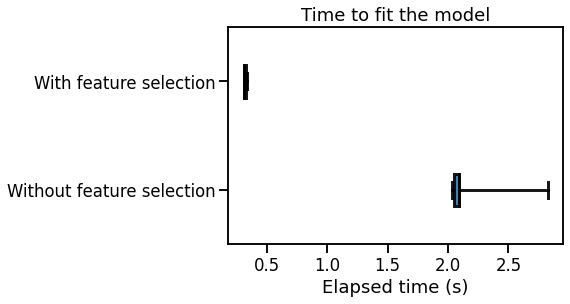 Time to fit the model
With feature selection
Without feature selection
0.5 1.0 1.5 2.0 2.5
Elapsed time (s)